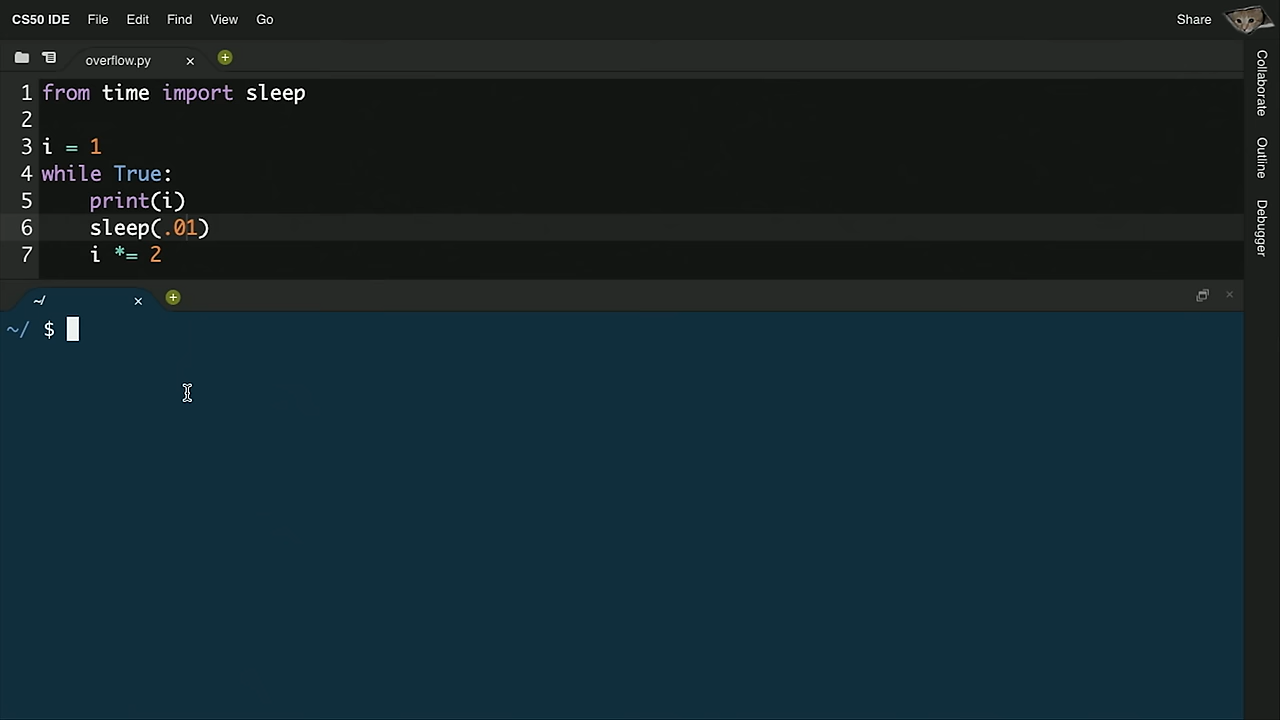 CS50 IDE File Edit Find View Go Share
overflow.py
1 from time import sleep
2
3 i = 1
4 while True:
5     print(i)
6     sleep(.01)
7     i *= 2
~/
~/ $
Collaborate
Outline
Debugger